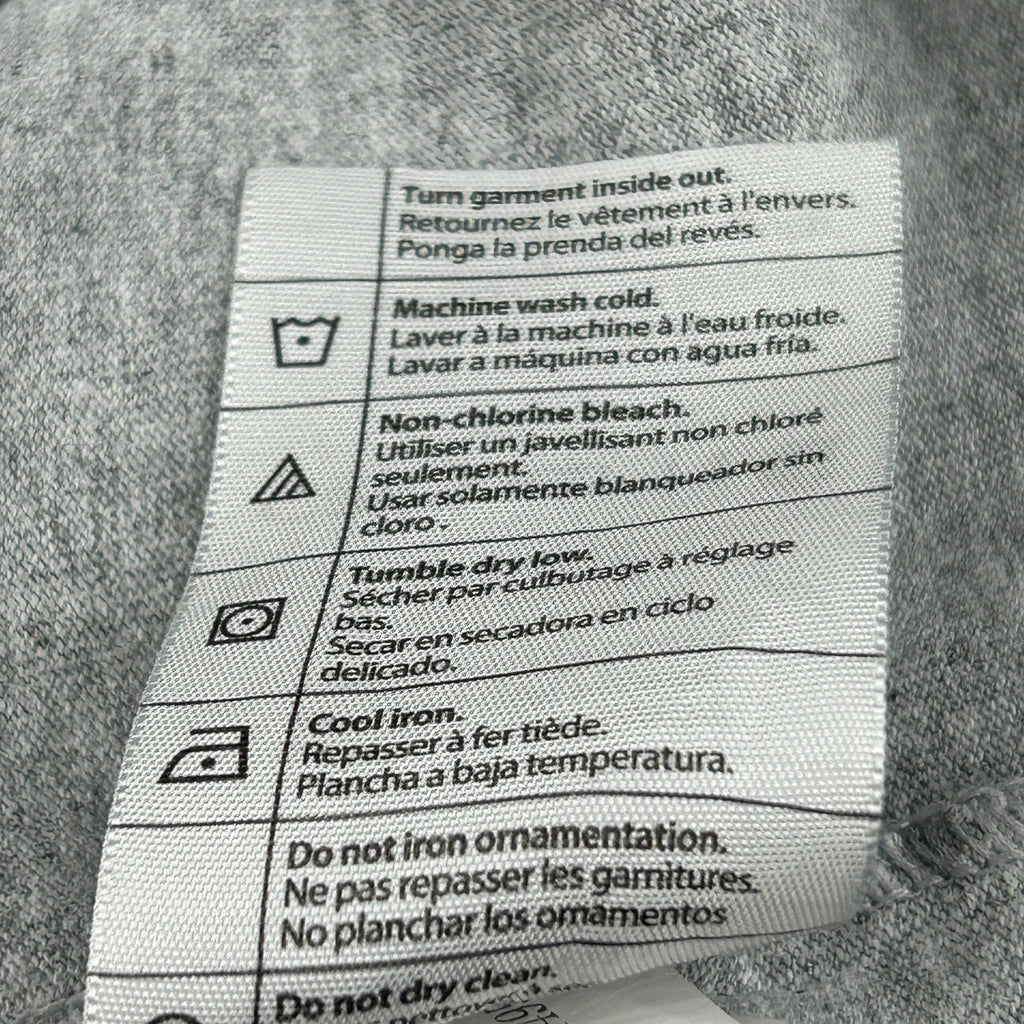 Turn garment inside out.
Retournez le vêtement à l'envers.
Ponga la prenda del revés.
Machine wash cold.
Laver à la machine à l'eau froide.
Lavar a máquina con agua fría.
Non-chlorine bleach.
Utiliser un javellisant non chloré
seulement.
Usar solamente blanqueador sin
cloro.
Tumble dry low.
Sécher par culbutage à réglage
bas.
Secar en secadora en ciclo
delicado.
Cool iron.
Repasser à fer tiède.
Plancha a baja temperatura.
Do not iron ornamentation.
Ne pas repasser les garnitures.
No planchar los ornamentos
Do not dry clean.